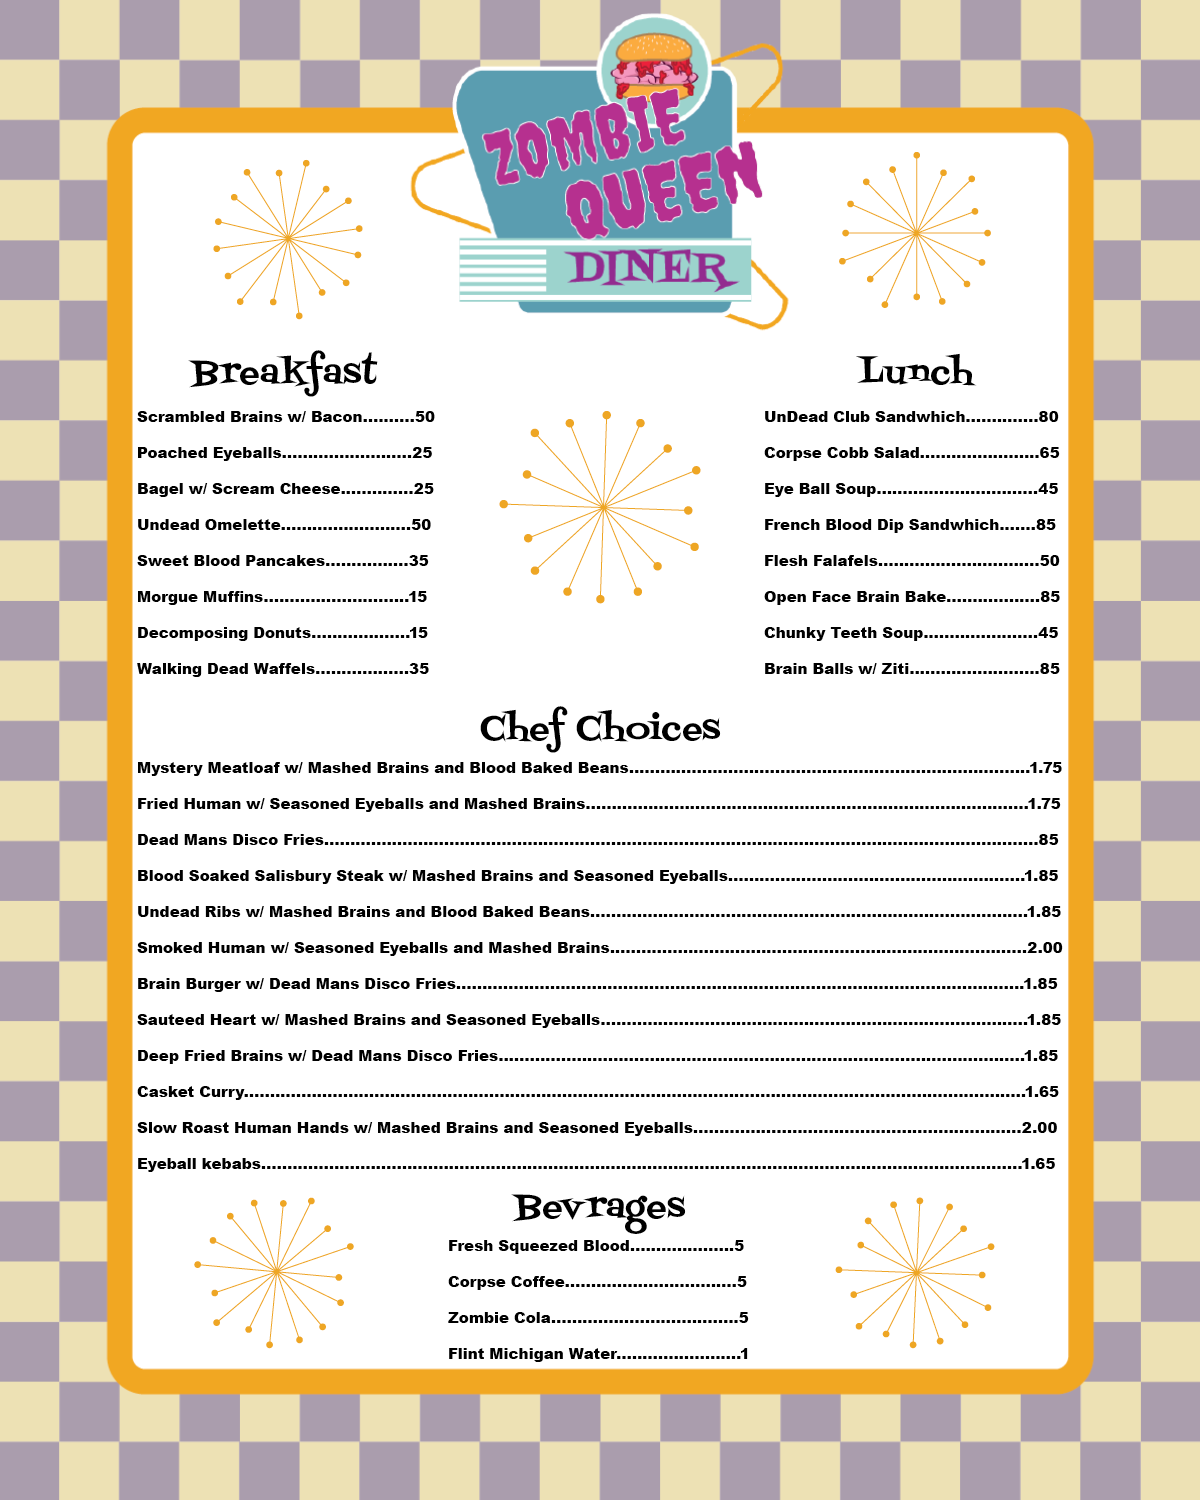 ZOMBIE
QUEEN
DINER
Breakfast
Scrambled Brains w/ Bacon..........50
Poached Eyeballs.........................25
Bagel w/ Scream Cheese..............25
Undead Omelette.........................50
Sweet Blood Pancakes................35
Morgue Muffins............................15
Decomposing Donuts...................15
Walking Dead Waffels..................35
Lunch
UnDead Club Sandwhich..............80
Corpse Cobb Salad.......................65
Eye Ball Soup...............................45
French Blood Dip Sandwhich.......85
Flesh Falafels...............................50
Open Face Brain Bake..................85
Chunky Teeth Soup......................45
Brain Balls w/ Ziti.........................85
Chef Choices
Mystery Meatloaf w/ Mashed Brains and Blood Baked Beans.............................................................................1.75
Fried Human w/ Seasoned Eyeballs and Mashed Brains.....................................................................................1.75
Dead Mans Disco Fries.........................................................................................................................................85
Blood Soaked Salisbury Steak w/ Mashed Brains and Seasoned Eyeballs.........................................................1.85
Undead Ribs w/ Mashed Brains and Blood Baked Beans....................................................................................1.85
Smoked Human w/ Seasoned Eyeballs and Mashed Brains................................................................................2.00
Brain Burger w/ Dead Mans Disco Fries.............................................................................................................1.85
Sauteed Heart w/ Mashed Brains and Seasoned Eyeballs..................................................................................1.85
Deep Fried Brains w/ Dead Mans Disco Fries.....................................................................................................1.85
Casket Curry......................................................................................................................................................1.65
Slow Roast Human Hands w/ Mashed Brains and Seasoned Eyeballs...............................................................2.00
Eyeball kebabs..................................................................................................................................................1.65
Bevrages
Fresh Squeezed Blood....................5
Corpse Coffee.................................5
Zombie Cola....................................5
Flint Michigan Water........................1